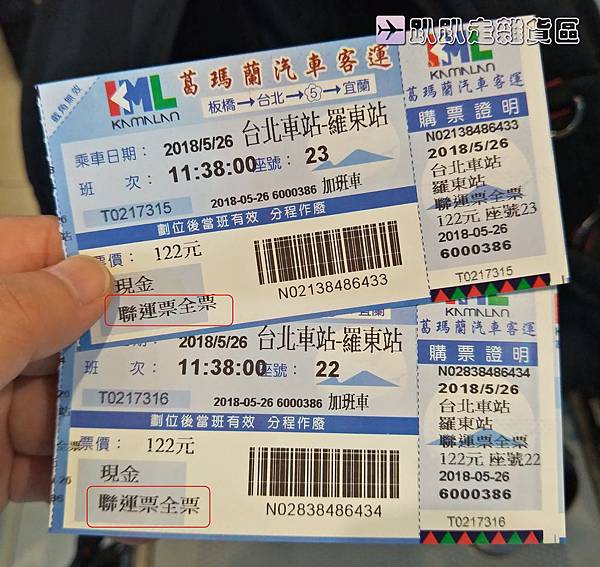 趴趴走雜貨區
截角無效
KML 葛瑪蘭汽車客運
KAMALAN 板橋→台北→⑤→宜蘭
乘車日期： 2018/5/26 台北車站-羅東站
班 次： 11:38:00 座號： 23
T0217315 2018-05-26 6000386 加班車
劃位後當班有效 分程作廢
票價： 122元
現金
聯運票全票
N02138486433
KML
KAMALAN
葛瑪蘭汽車客運
購票證明
N02138486433
2018/5/26
台北車站
羅東站
聯運票全票
122元 座號23
2018-05-26
6000386
T0217315
日期： 2018/5/26 台北車站-羅東站
班 次： 11:38:00 座號： 22
T0217316 2018-05-26 6000386 加班車
劃位後當班有效 分程作廢
票價： 122元
現金
聯運票全票
N02838486434
KAMALAN
葛瑪蘭汽車客運
購票證明
N02838486434
2018/5/26
台北車站
羅東站
聯運票全票
122元 座號22
2018-05-26
6000386
T0217316